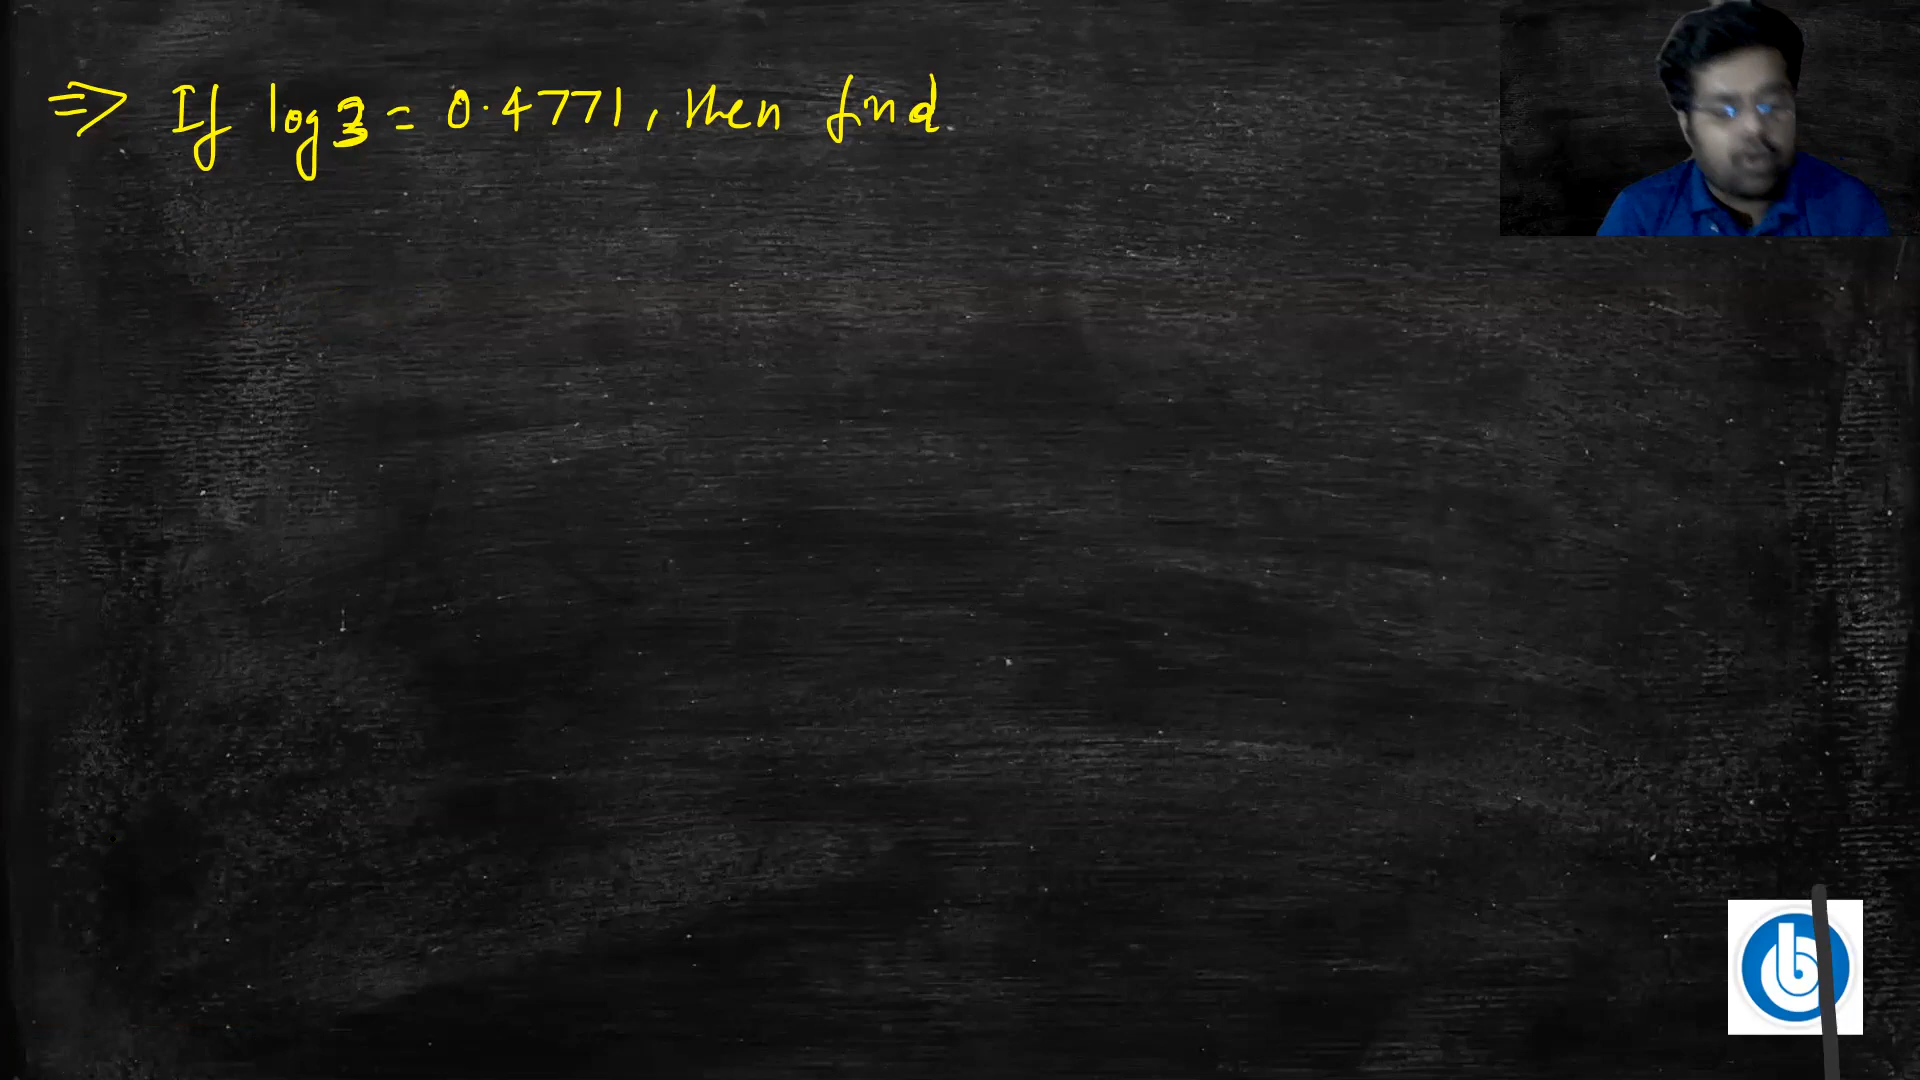 ⇒ If log 3 = 0.4771, then find
b